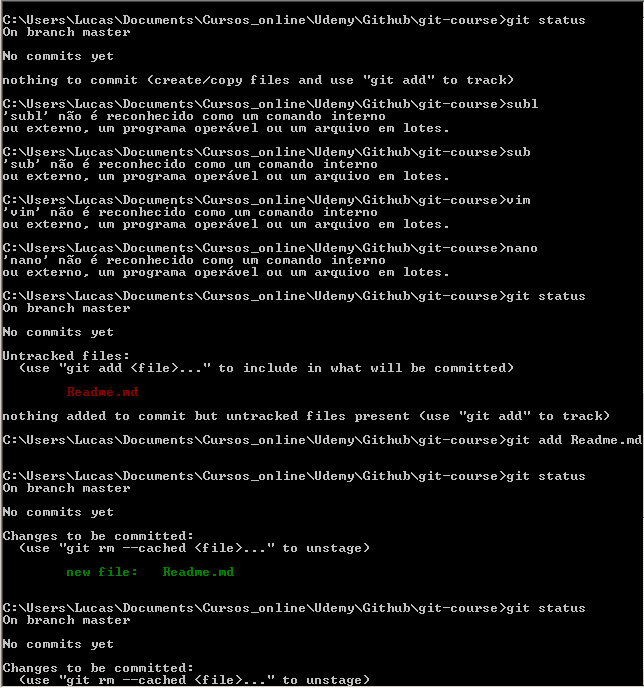 C:\Users\Lucas\Documents\Cursos_online\Udemy\Github\git-course>git status
On branch master
No commits yet
nothing to commit (create/copy files and use "git add" to track)
C:\Users\Lucas\Documents\Cursos_online\Udemy\Github\git-course>subl
'subl' não é reconhecido como um comando interno
ou externo, um programa operável ou um arquivo em lotes.
C:\Users\Lucas\Documents\Cursos_online\Udemy\Github\git-course>sub
'sub' não é reconhecido como um comando interno
ou externo, um programa operável ou um arquivo em lotes.
C:\Users\Lucas\Documents\Cursos_online\Udemy\Github\git-course>vim
'vim' não é reconhecido como um comando interno
ou externo, um programa operável ou um arquivo em lotes.
C:\Users\Lucas\Documents\Cursos_online\Udemy\Github\git-course>nano
'nano' não é reconhecido como um comando interno
ou externo, um programa operável ou um arquivo em lotes.
C:\Users\Lucas\Documents\Cursos_online\Udemy\Github\git-course>git status
On branch master
No commits yet
Untracked files:
(use "git add <file>..." to include in what will be committed)
Readme.md
nothing added to commit but untracked files present (use "git add" to track)
C:\Users\Lucas\Documents\Cursos_online\Udemy\Github\git-course>git add Readme.md
C:\Users\Lucas\Documents\Cursos_online\Udemy\Github\git-course>git status
On branch master
No commits yet
Changes to be committed:
(use "git rm --cached <file>..." to unstage)
new file:   Readme.md
C:\Users\Lucas\Documents\Cursos_online\Udemy\Github\git-course>git status
On branch master
No commits yet
Changes to be committed:
(use "git rm --cached <file>..." to unstage)